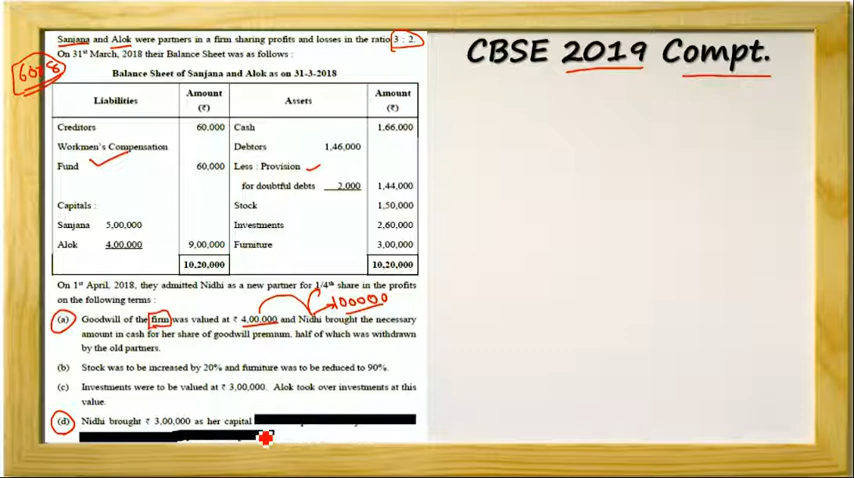 CBSE 2019 Compt.
Sanjana and Alok were partners in a firm sharing profits and losses in the ratio 3 : 2.
On 31st March, 2018 their Balance Sheet was as follows :
Balance Sheet of Sanjana and Alok as on 31-3-2018
Liabilities Amount (₹) Assets Amount (₹)
Creditors 60,000 Cash 1,66,000
Workmen's Compensation Debtors 1,46,000
Fund 60,000 Less : Provision
for doubtful debts 2,000 1,44,000
Capitals : Stock 1,50,000
Sanjana 5,00,000 Investments 2,60,000
Alok 4,00,000 9,00,000 Furniture 3,00,000
10,20,000 10,20,000
On 1st April, 2018, they admitted Nidhi as a new partner for 1/4th share in the profits
on the following terms :
100000
(a) Goodwill of the firm was valued at ₹ 4,00,000 and Nidhi brought the necessary
amount in cash for her share of goodwill premium, half of which was withdrawn
by the old partners.
(b) Stock was to be increased by 20% and furniture was to be reduced to 90%.
(c) Investments were to be valued at ₹ 3,00,000. Alok took over investments at this
value.
(d) Nidhi brought ₹ 3,00,000 as her capital